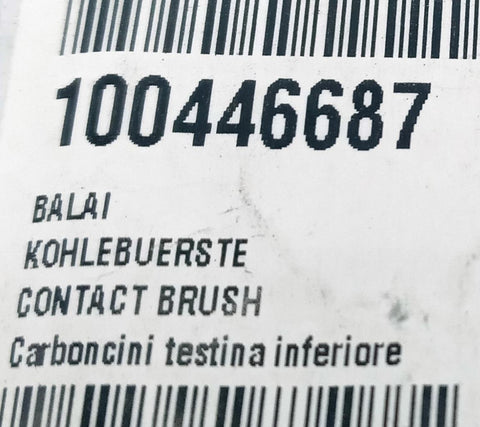 100446687
BALAI
KOHLEBUERSTE
CONTACT BRUSH
Carboncini testina inferiore